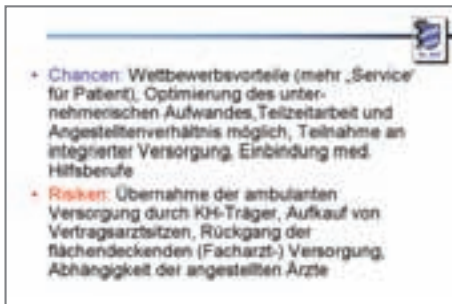 • Chancen: Wettbewerbsvorteile (mehr „Service“
für Patient), Optimierung des unter-
nehmerischen Aufwandes,Teilzeitarbeit und
Angestelltenverhältnis möglich, Teilnahme an
integrierter Versorgung, Einbindung med.
Hilfsberufe
• Risiken: Übernahme der ambulanten
Versorgung durch KH-Träger, Aufkauf von
Vertragsarztsitzen, Rückgang der
flächendeckenden (Facharzt-) Versorgung,
Abhängigkeit der angestellten Ärzte